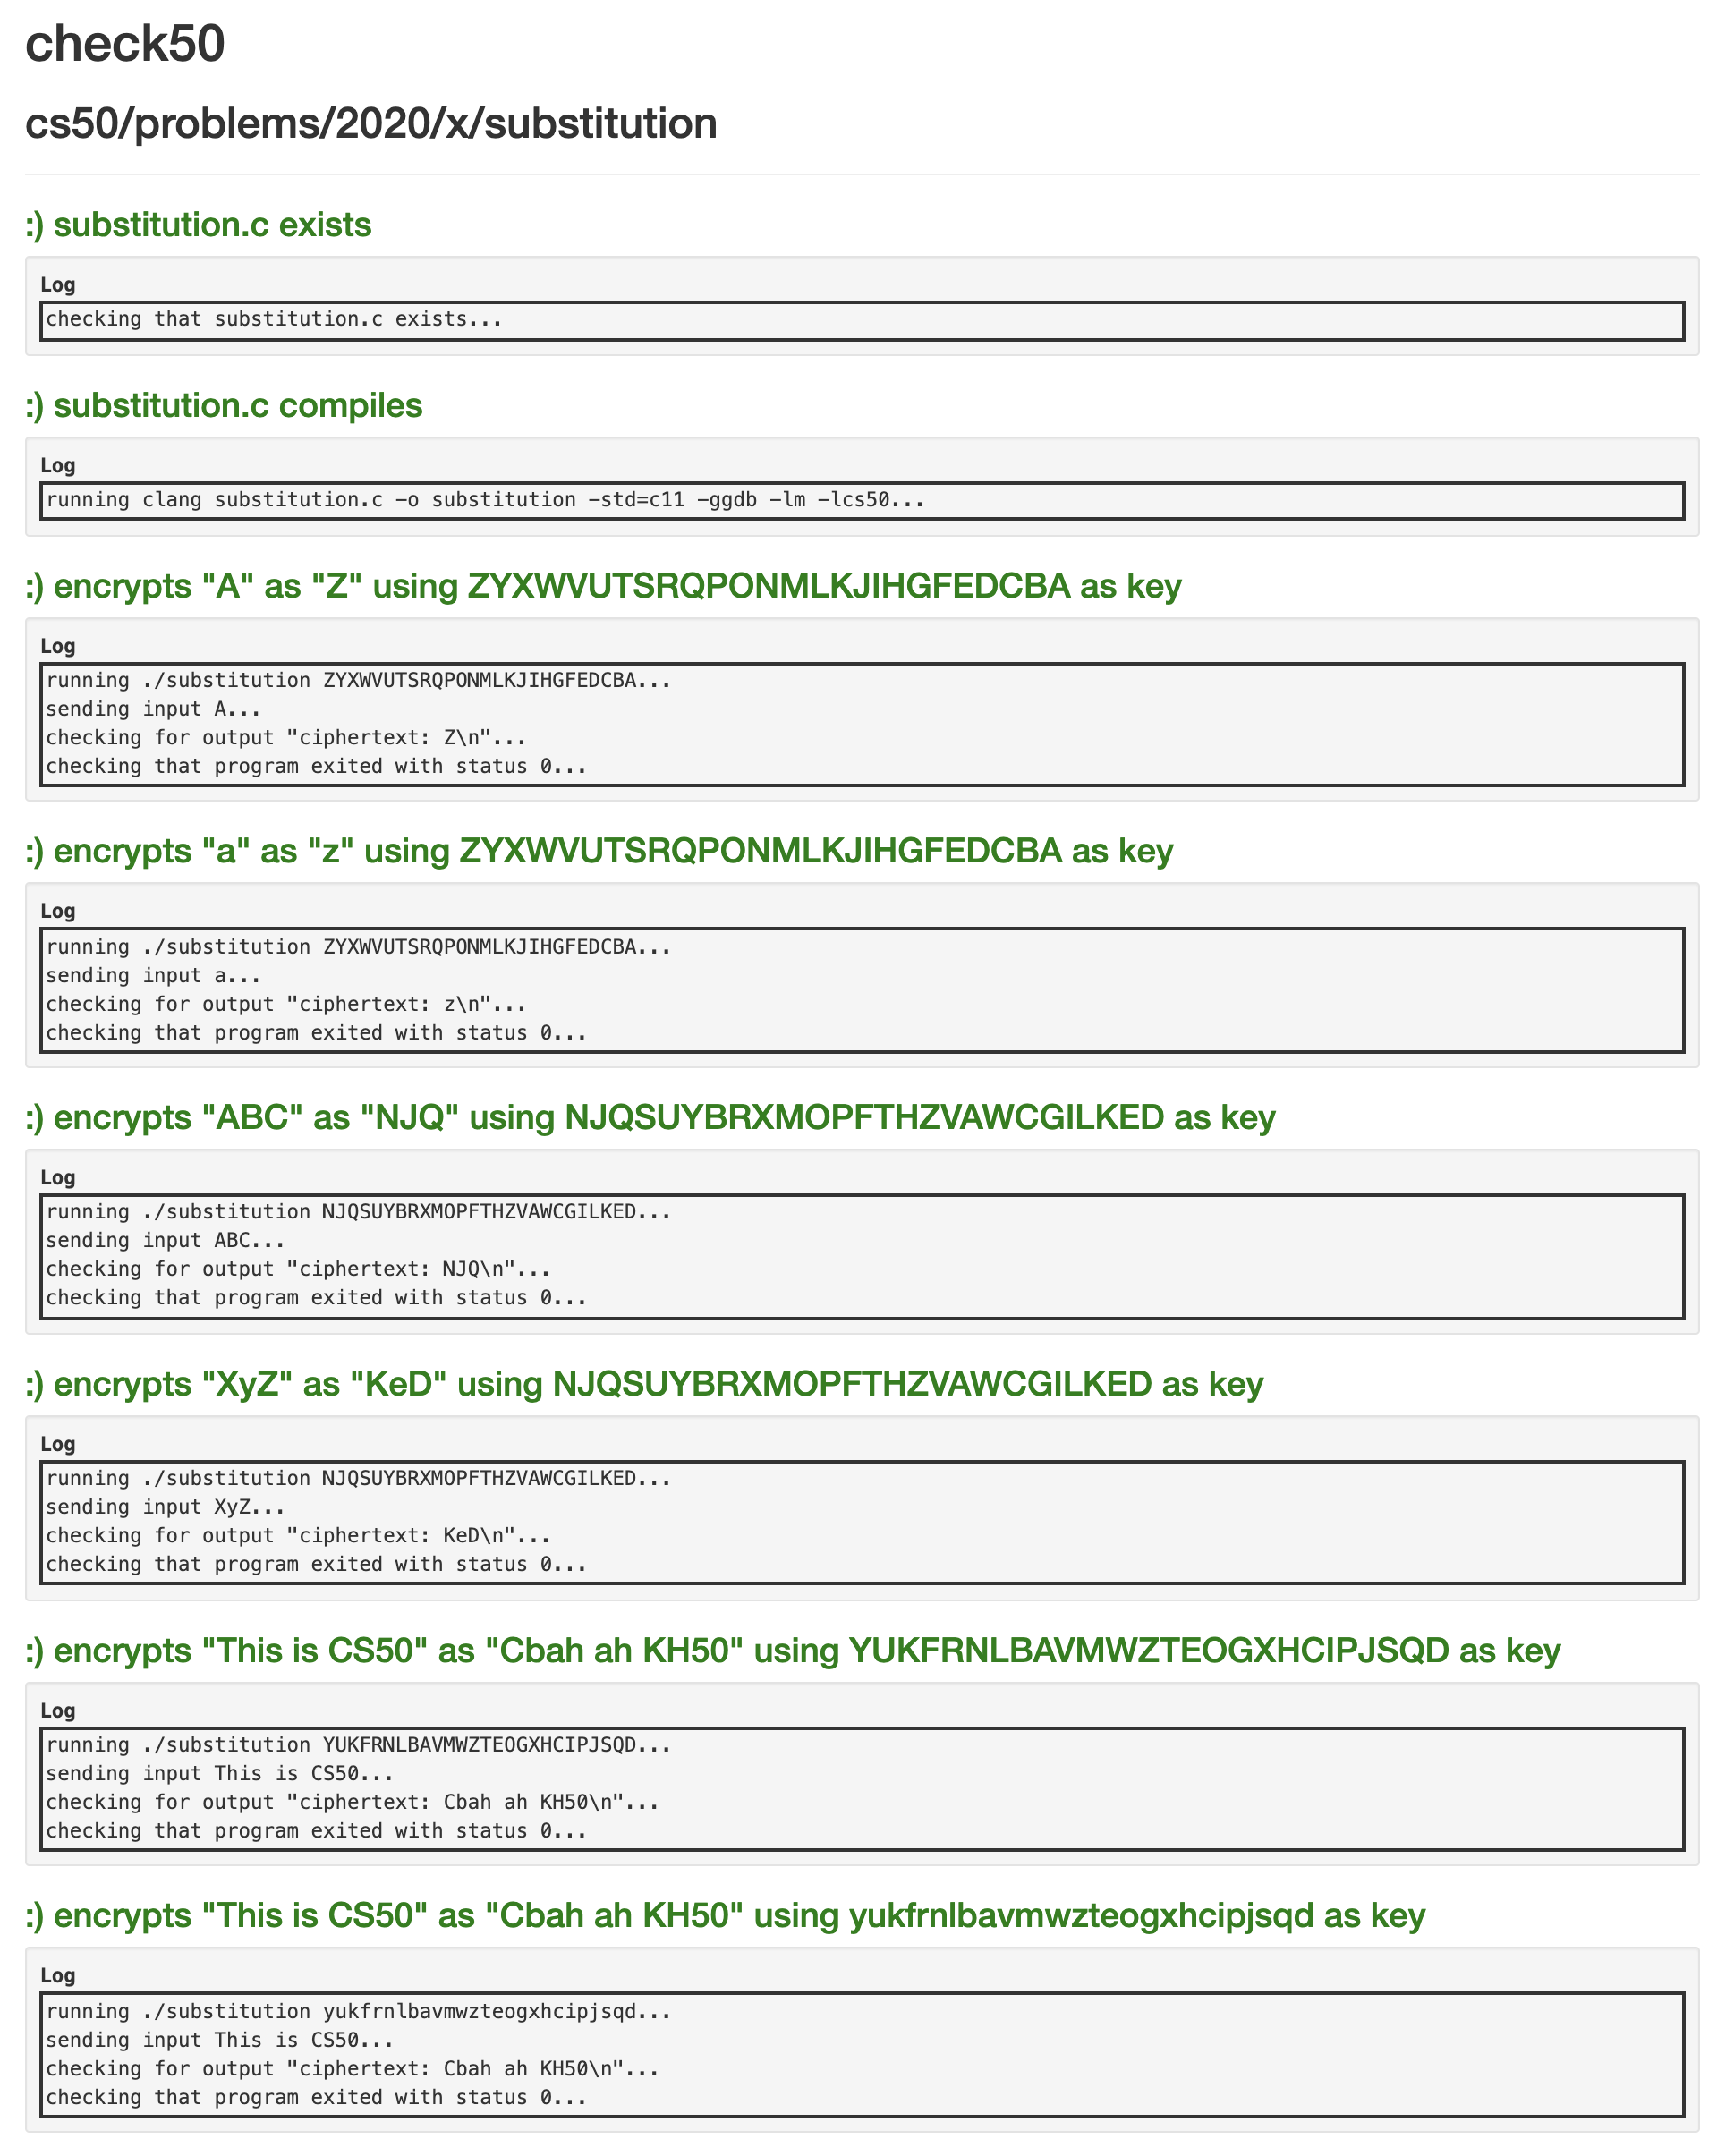 check50
cs50/problems/2020/x/substitution
:) substitution.c exists
Log
checking that substitution.c exists...
:) substitution.c compiles
Log
running clang substitution.c -o substitution -std=c11 -ggdb -lm -lcs50...
:) encrypts "A" as "Z" using ZYXWVUTSRQPONMLKJIHGFEDCBA as key
Log
running ./substitution ZYXWVUTSRQPONMLKJIHGFEDCBA...
sending input A...
checking for output "ciphertext: Z\n"...
checking that program exited with status 0...
:) encrypts "a" as "z" using ZYXWVUTSRQPONMLKJIHGFEDCBA as key
Log
running ./substitution ZYXWVUTSRQPONMLKJIHGFEDCBA...
sending input a...
checking for output "ciphertext: z\n"...
checking that program exited with status 0...
:) encrypts "ABC" as "NJQ" using NJQSUYBRXMOPFTHZVAWCGILKED as key
Log
running ./substitution NJQSUYBRXMOPFTHZVAWCGILKED...
sending input ABC...
checking for output "ciphertext: NJQ\n"...
checking that program exited with status 0...
:) encrypts "XyZ" as "KeD" using NJQSUYBRXMOPFTHZVAWCGILKED as key
Log
running ./substitution NJQSUYBRXMOPFTHZVAWCGILKED...
sending input XyZ...
checking for output "ciphertext: KeD\n"...
checking that program exited with status 0...
:) encrypts "This is CS50" as "Cbah ah KH50" using YUKFRNLBAVMWZTEOGXHCIPJSQD as key
Log
running ./substitution YUKFRNLBAVMWZTEOGXHCIPJSQD...
sending input This is CS50...
checking for output "ciphertext: Cbah ah KH50\n"...
checking that program exited with status 0...
:) encrypts "This is CS50" as "Cbah ah KH50" using yukfrnlbavmwzteogxhcipjsqd as key
Log
running ./substitution yukfrnlbavmwzteogxhcipjsqd...
sending input This is CS50...
checking for output "ciphertext: Cbah ah KH50\n"...
checking that program exited with status 0...